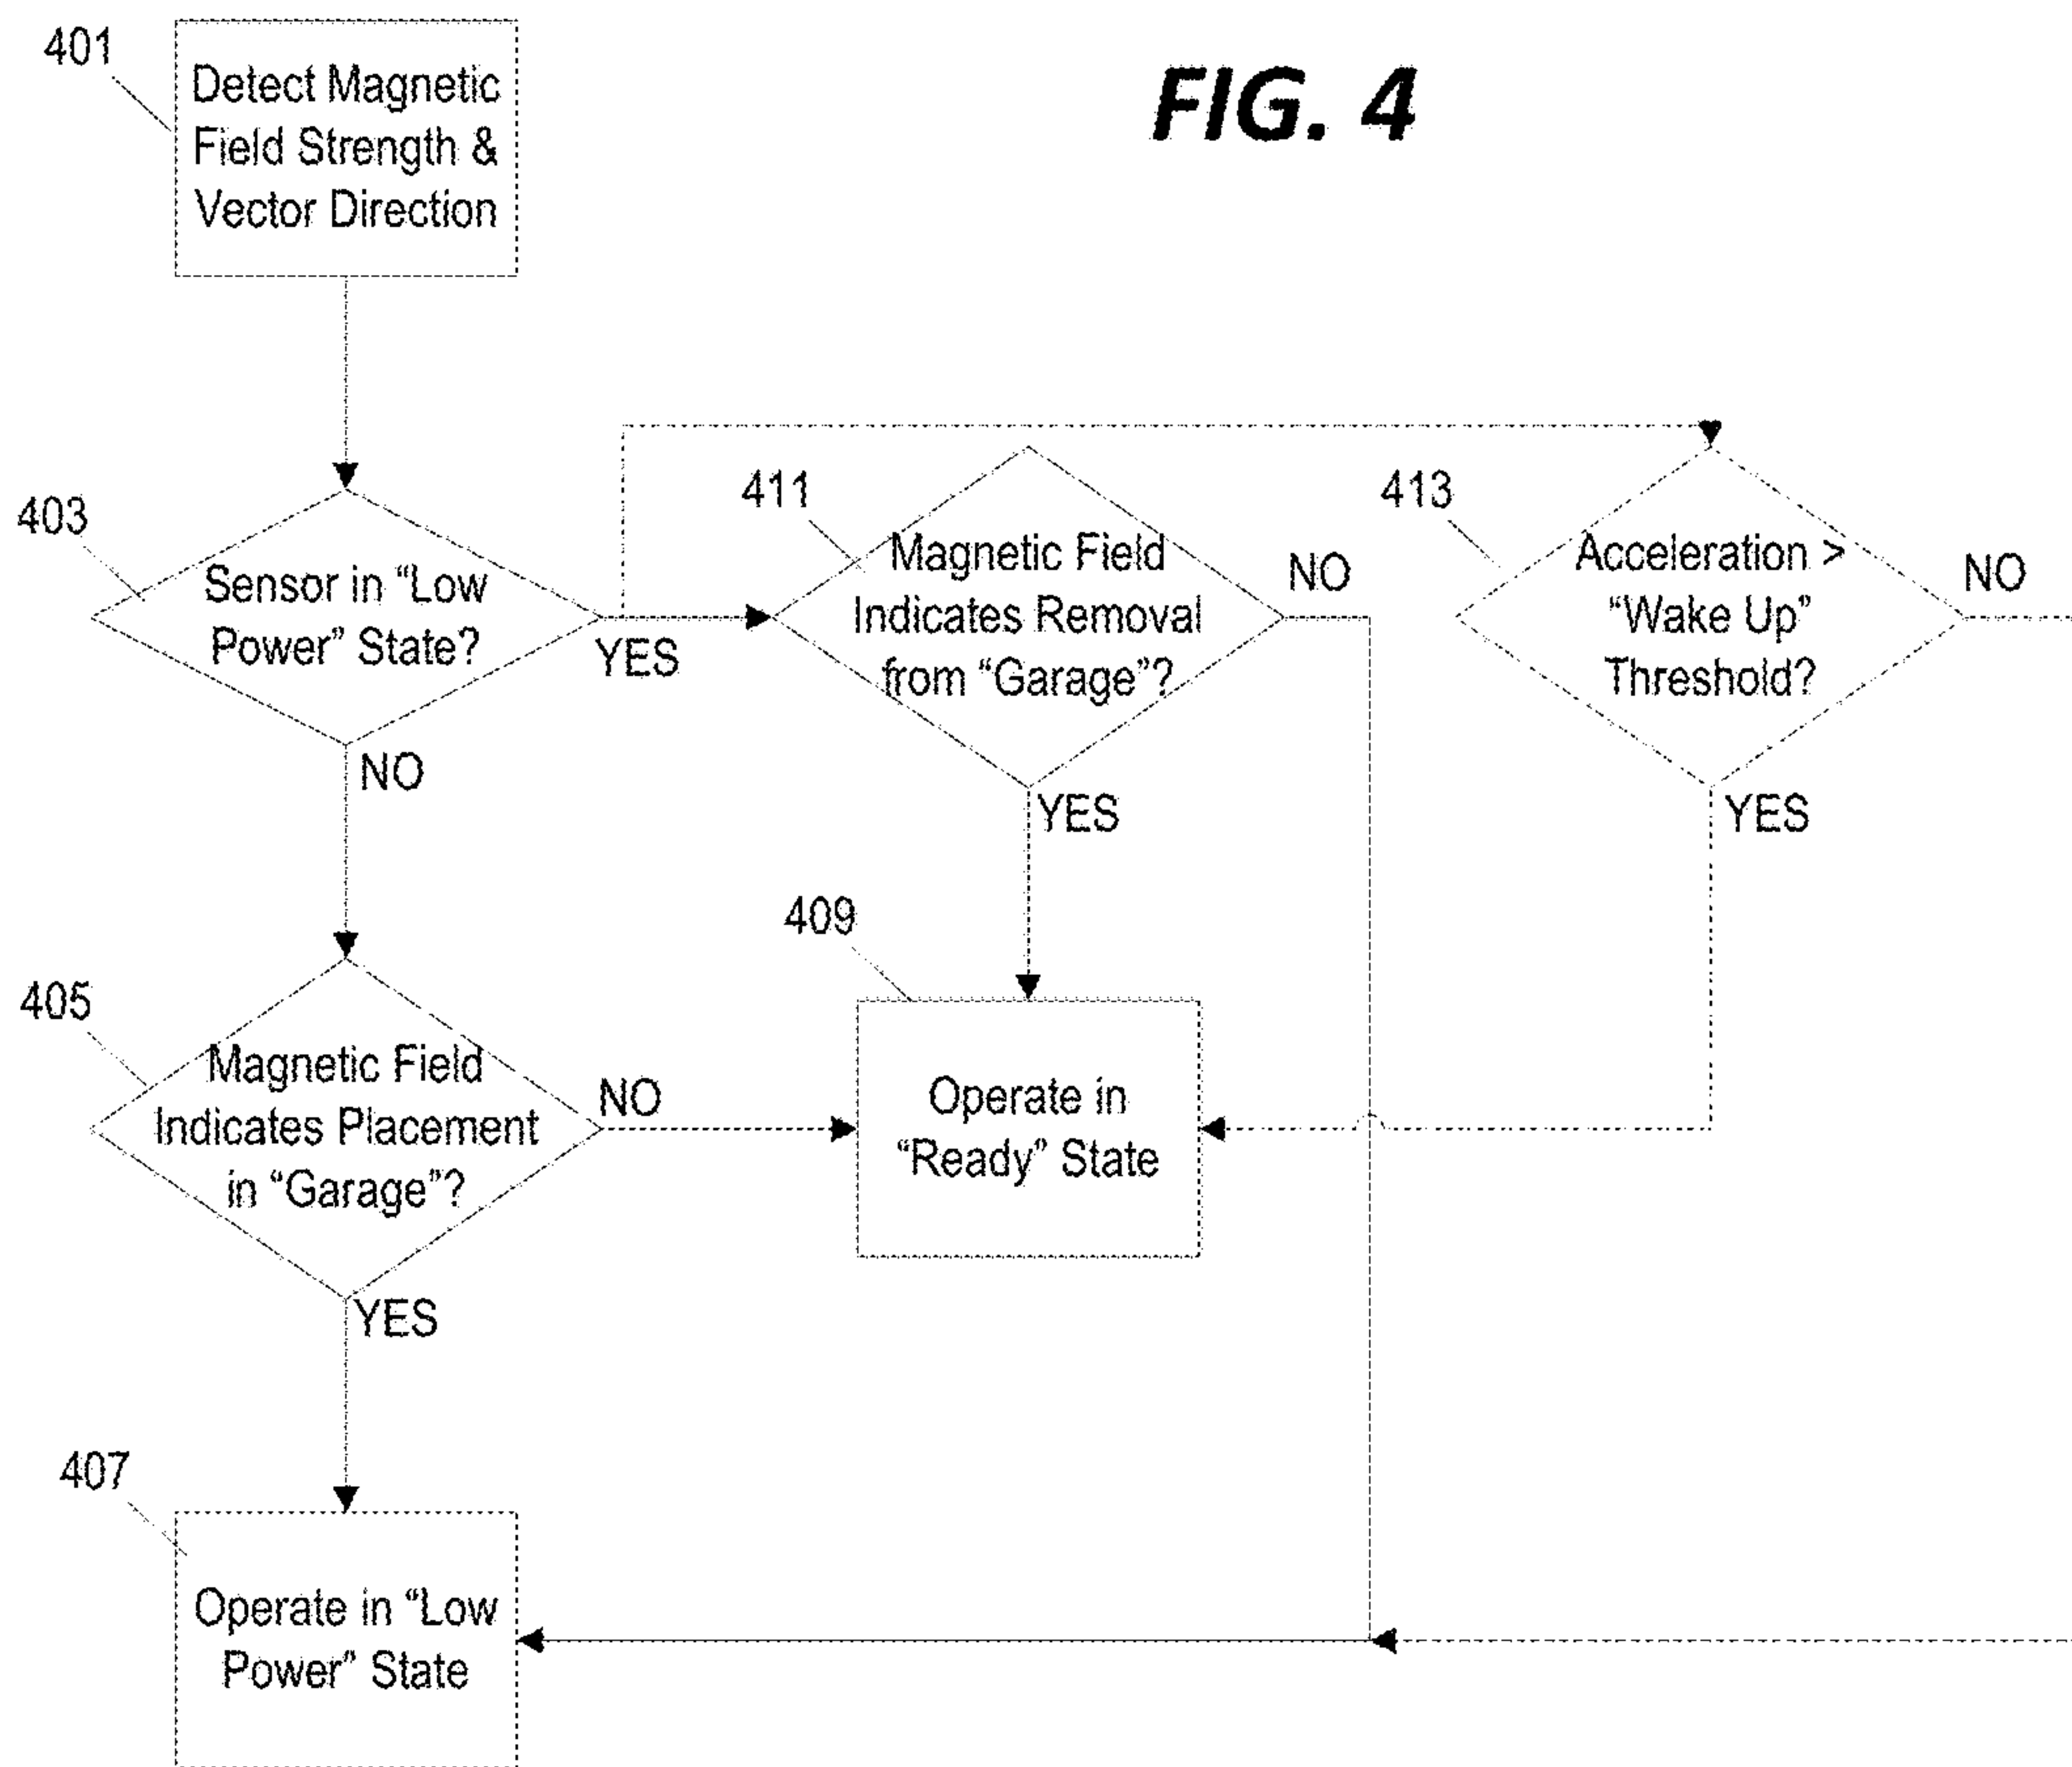 FIG. 4
401
Detect Magnetic
Field Strength &
Vector Direction
403
Sensor in “Low
Power” State?
YES
NO
411
Magnetic Field
Indicates Removal
from “Garage”?
NO
YES
413
Acceleration >
“Wake Up”
Threshold?
NO
YES
405
Magnetic Field
Indicates Placement
in “Garage”?
NO
YES
409
Operate in
“Ready” State
407
Operate in “Low
Power” State